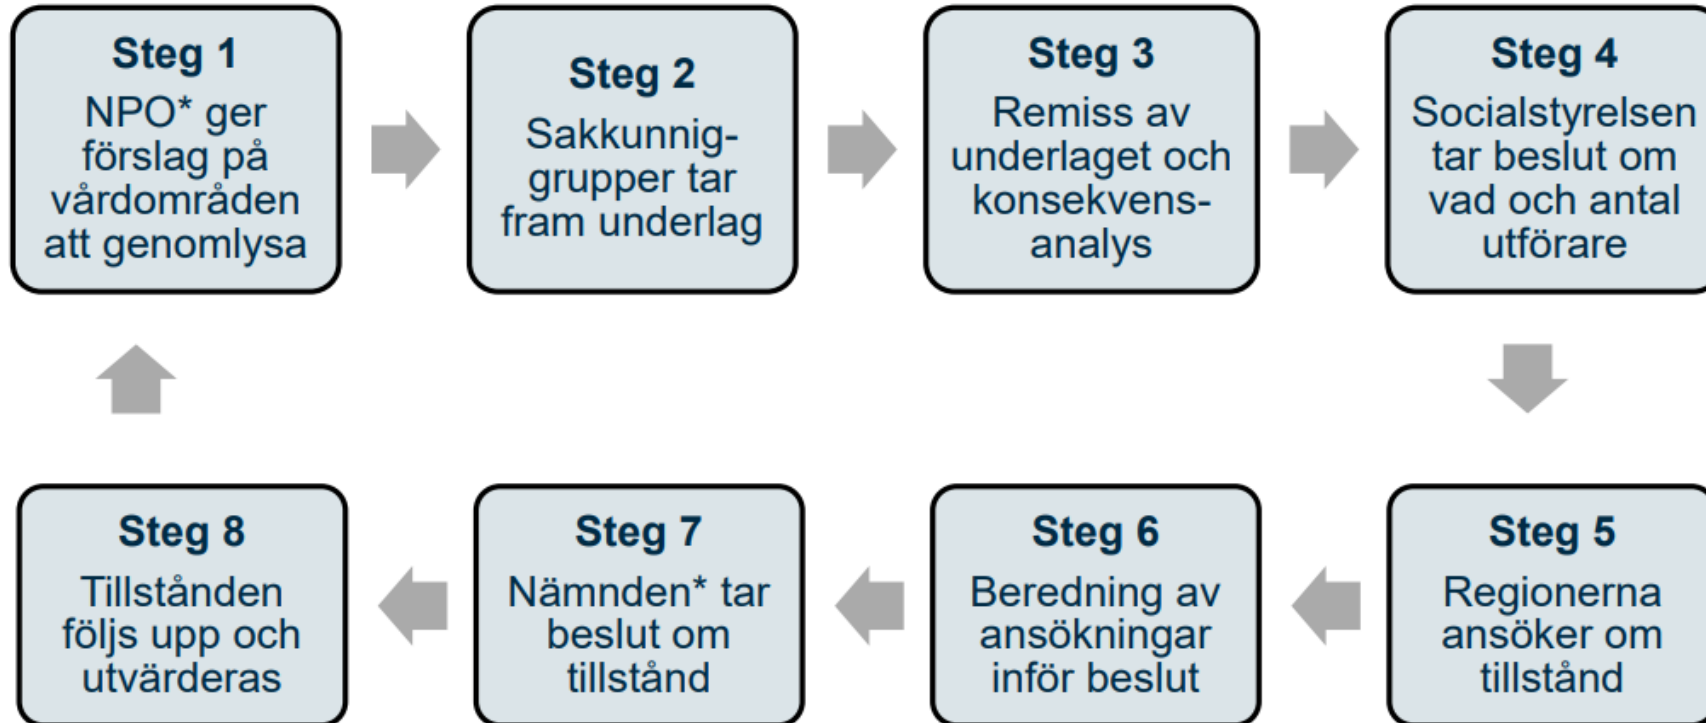 Steg 1
NPO* ger
förslag på
vårdområden
att genomlysa
Steg 2
Sakkunnig-
grupper tar
fram underlag
Steg 3
Remiss av
underlaget och
konsekvens-
analys
Steg 4
Socialstyrelsen
tar beslut om
vad och antal
utförare
Steg 5
Regionerna
ansöker om
tillstånd
Steg 6
Beredning av
ansökningar
inför beslut
Steg 7
Nämnden* tar
beslut om
tillstånd
Steg 8
Tillstånden
följs upp och
utvärderas